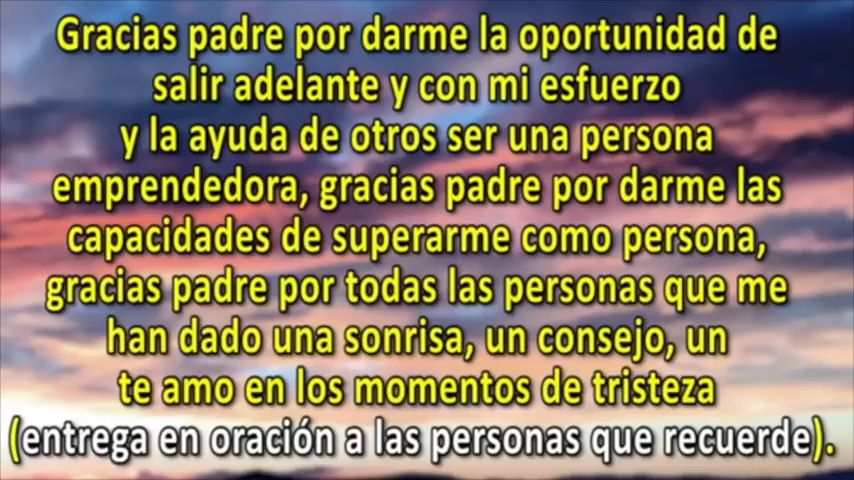 Gracias padre por darme la oportunidad de
salir adelante y con mi esfuerzo
y la ayuda de otros ser una persona
emprendedora, gracias padre por darme las
capacidades de superarme como persona,
gracias padre por todas las personas que me
han dado una sonrisa, un consejo, un
te amo en los momentos de tristeza
(entrega en oración a las personas que recuerde).